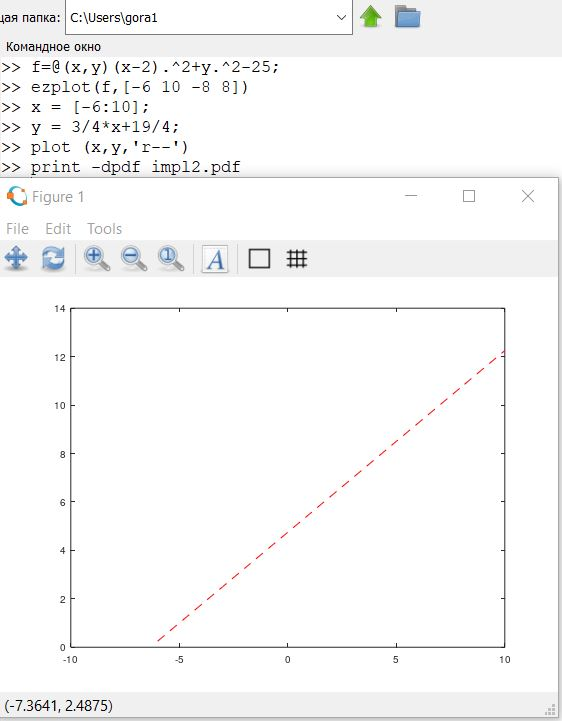 щая папка: C:\Users\gora1
Командное окно
>> f=@(x,y)(x-2).^2+y.^2-25;
>> ezplot(f,[-6 10 -8 8])
>> x = [-6:10];
>> y = 3/4*x+19/4;
>> plot (x,y,'r--')
>> print -dpdf impl2.pdf
Figure 1
File Edit Tools
A
14
12
10
8
6
4
2
0
-10 -5 0 5 10
(-7.3641, 2.4875)